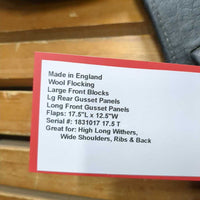 Made in England
Wool Flocking
Large Front Blocks
Lg Rear Gusset Panels
Long Front Gusset Panels
Flaps: 17.5"L x 12.5"W
Serial #: 1831017 17.5 T
Great for: High Long Withers,
Wide Shoulders, Ribs & Back